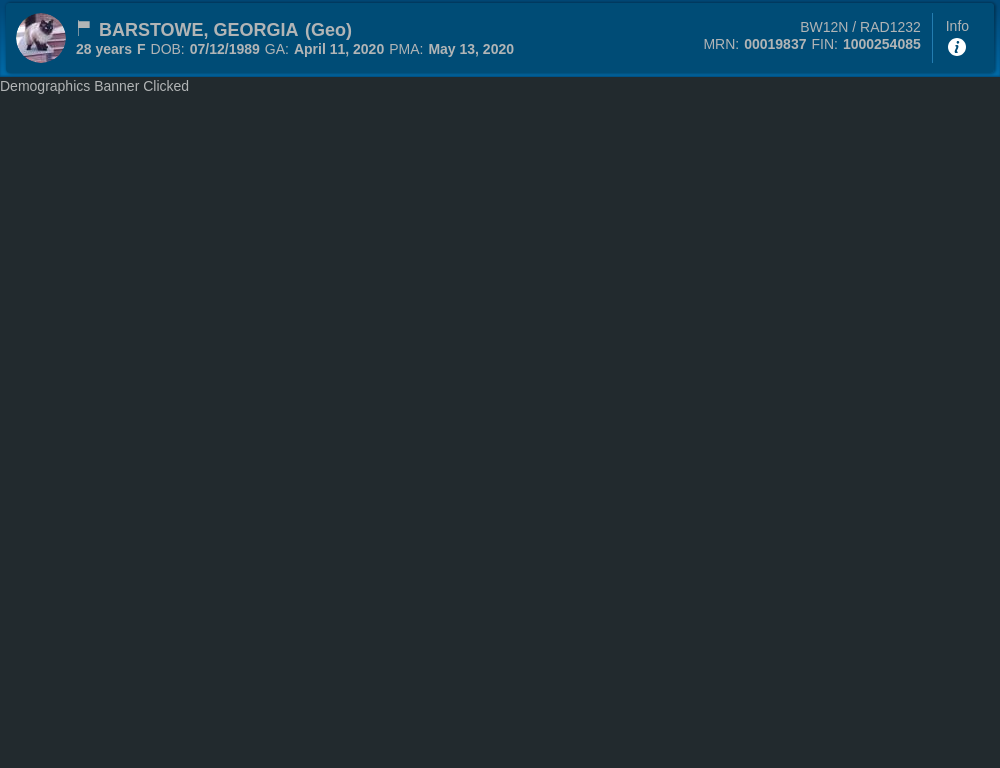 BARSTOWE, GEORGIA (Geo)
28 years F DOB: 07/12/1989 GA: April 11, 2020 PMA: May 13, 2020
BW12N / RAD1232
MRN: 00019837 FIN: 1000254085
Info
Demographics Banner Clicked